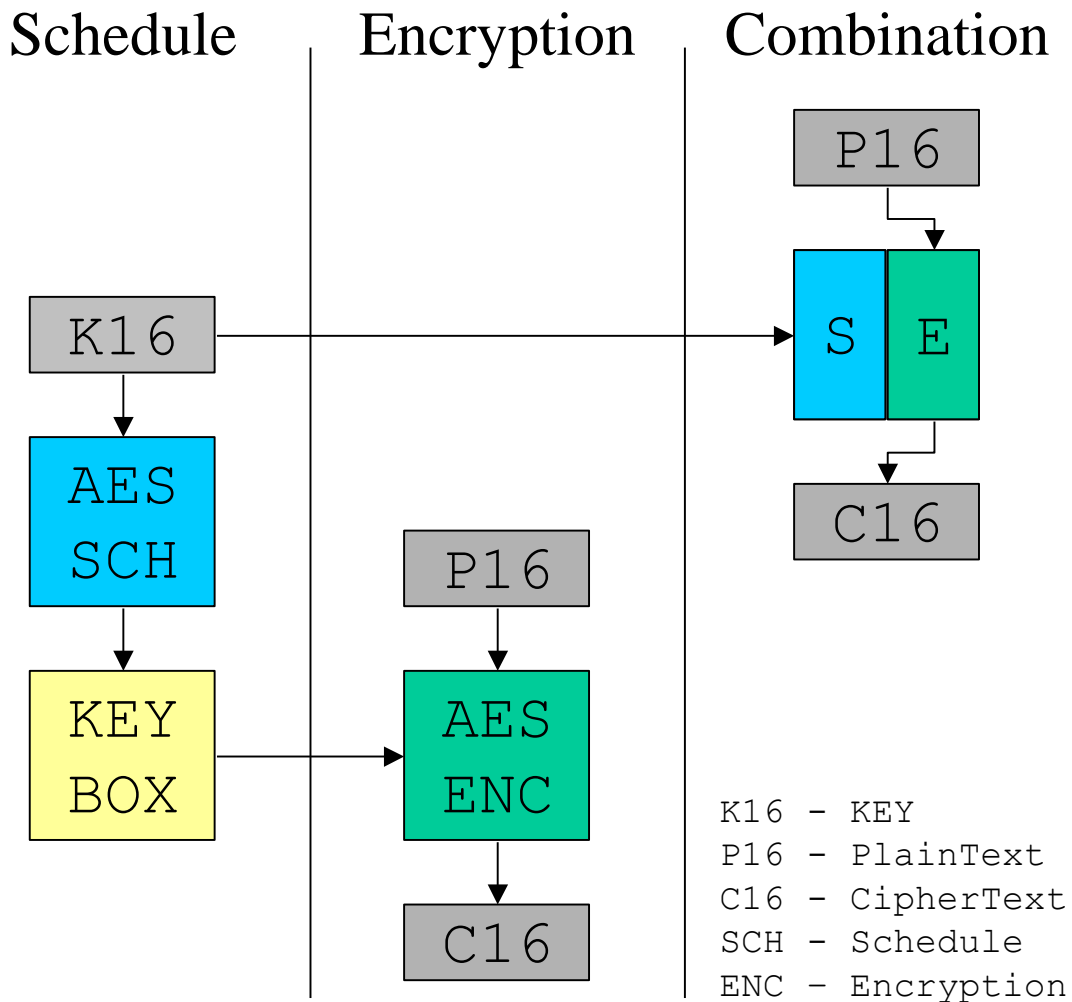 Schedule
Encryption
Combination
P16
S E
K16
C16
AES
SCH
P16
KEY
BOX
AES
ENC
C16
K16 - KEY
P16 - PlainText
C16 - CipherText
SCH - Schedule
ENC – Encryption